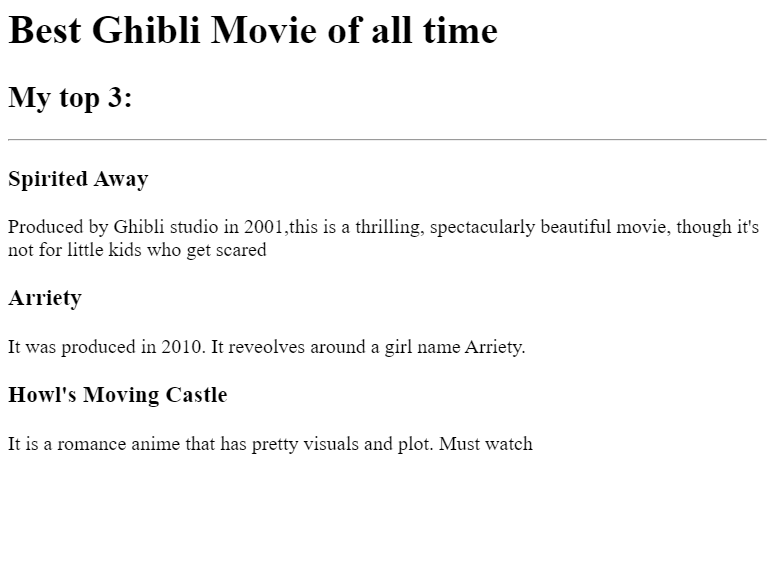 Best Ghibli Movie of all time
My top 3:
Spirited Away
Produced by Ghibli studio in 2001,this is a thrilling, spectacularly beautiful movie, though it's
not for little kids who get scared
Arriety
It was produced in 2010. It reveolves around a girl name Arriety.
Howl's Moving Castle
It is a romance anime that has pretty visuals and plot. Must watch